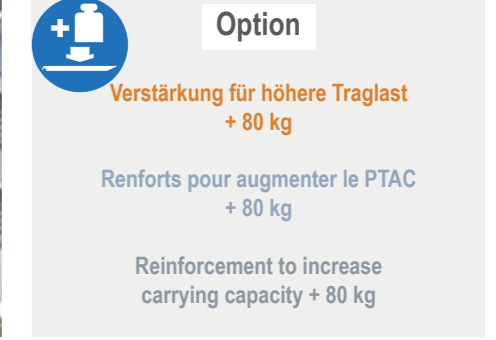 +
Option
Verstärkung für höhere Traglast
+ 80 kg
Renforts pour augmenter le PTAC
+ 80 kg
Reinforcement to increase
carrying capacity + 80 kg